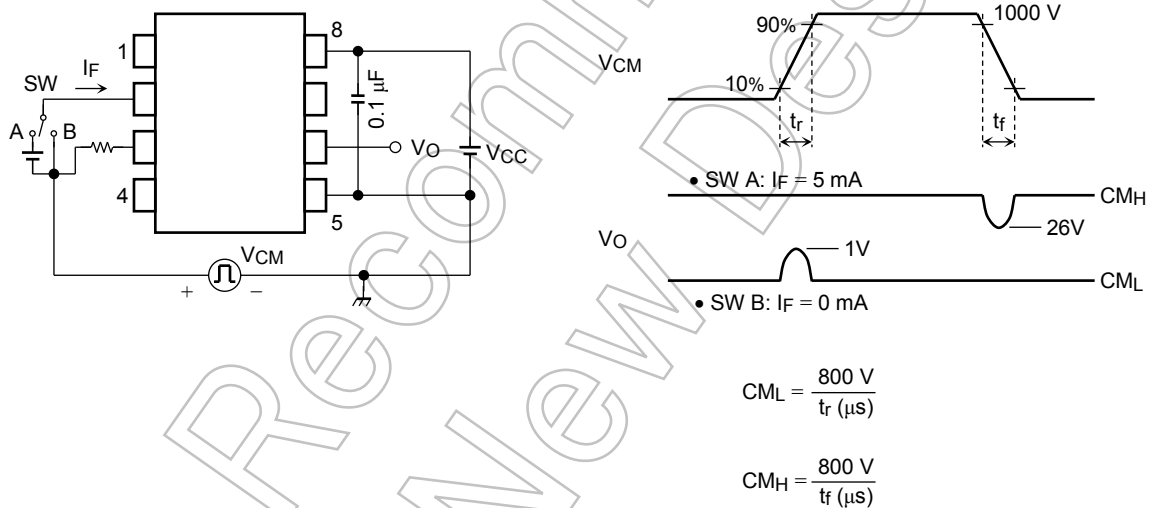 1
8
SW
IF
A
B
4
5
0.1 µF
VO
VCC
VCM
+
−
VCM
90%
10%
1000 V
tr
tf
• SW A: IF = 5 mA
CMH
26V
VO
1V
CML
• SW B: IF = 0 mA
CML = 800 V / tr (µs)
CMH = 800 V / tf (µs)